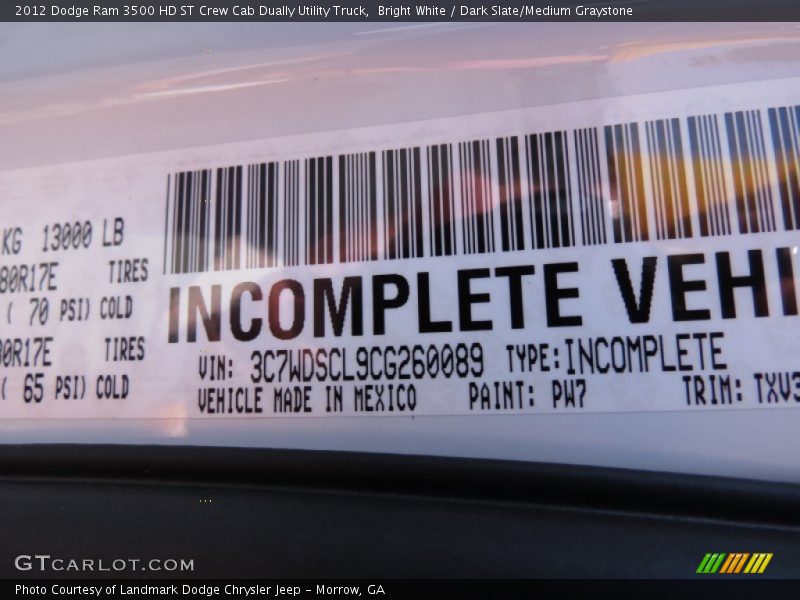 2012 Dodge Ram 3500 HD ST Crew Cab Dually Utility Truck, Bright White / Dark Slate/Medium Graystone
KG 13000 LB
80R17E TIRES
( 70 PSI) COLD
80R17E TIRES
( 65 PSI) COLD
INCOMPLETE VEHI
VIN: 3C7WDSCL9CG260089 TYPE: INCOMPLETE
VEHICLE MADE IN MEXICO PAINT: PW7 TRIM: TXV3
GTCARLOT.COM
Photo Courtesy of Landmark Dodge Chrysler Jeep - Morrow, GA